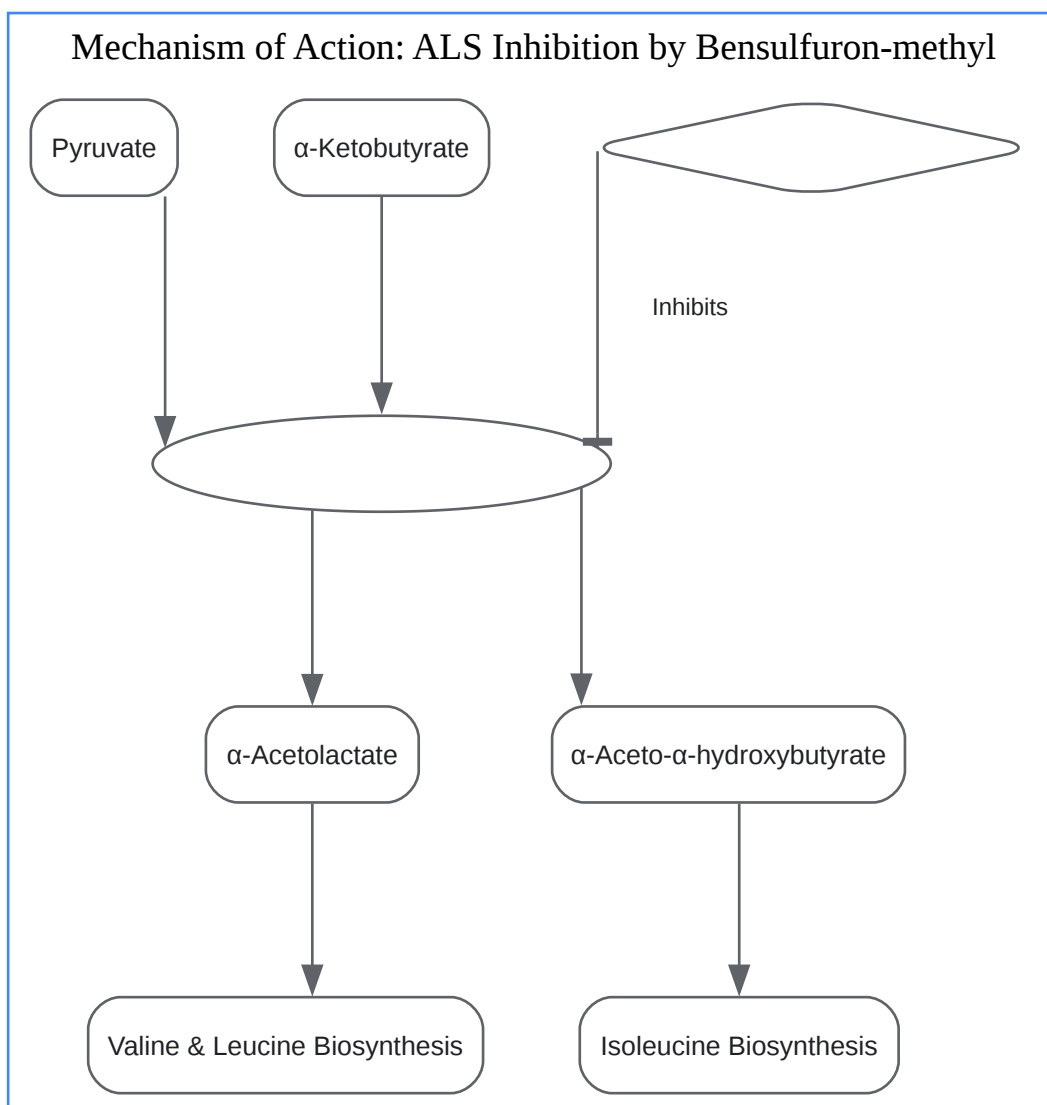 Mechanism of Action: ALS Inhibition by Bensulfuron-methyl
Pyruvate
α-Ketobutyrate
Inhibits
α-Acetolactate
α-Aceto-α-hydroxybutyrate
Valine & Leucine Biosynthesis
Isoleucine Biosynthesis